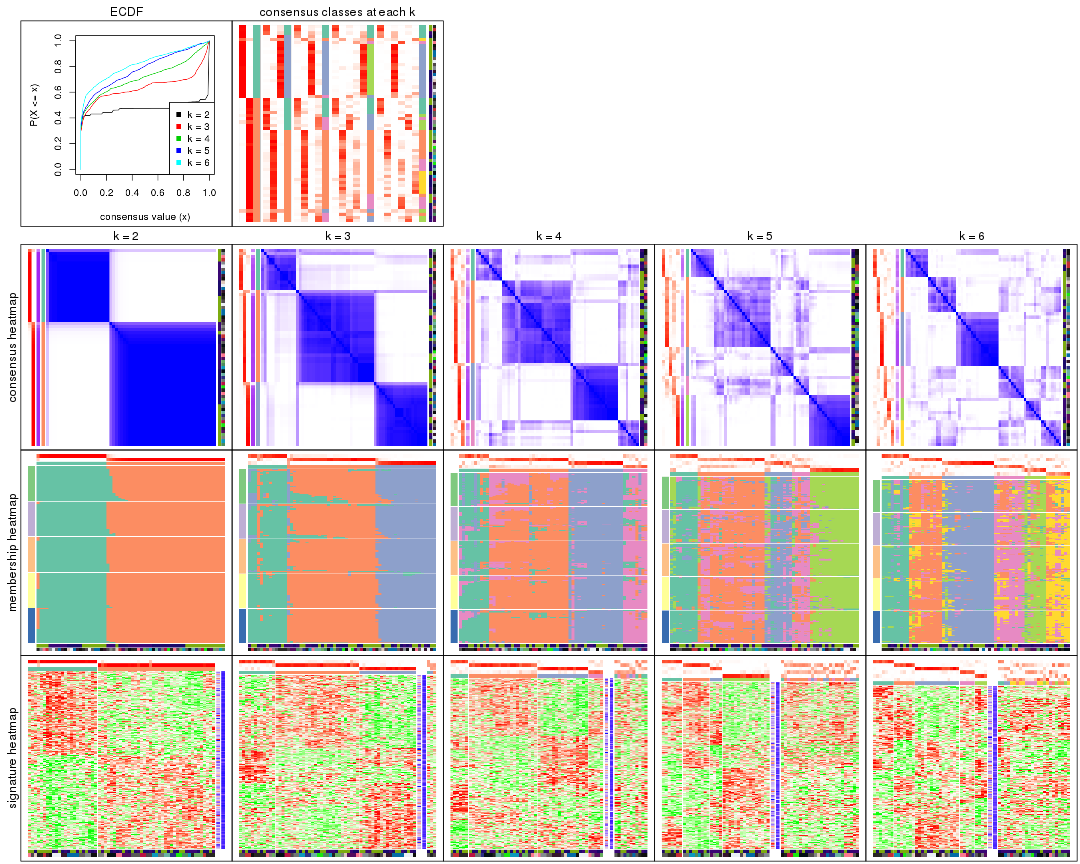 ECDF
consensus classes at each k
P(X <= x)
0.0
0.2
0.4
0.6
0.8
1.0
k = 2
k = 3
k = 4
k = 5
k = 6
0.0 0.2 0.4 0.6 0.8 1.0
consensus value (x)
k = 2
k = 3
k = 4
k = 5
k = 6
consensus heatmap
membership heatmap
signature heatmap